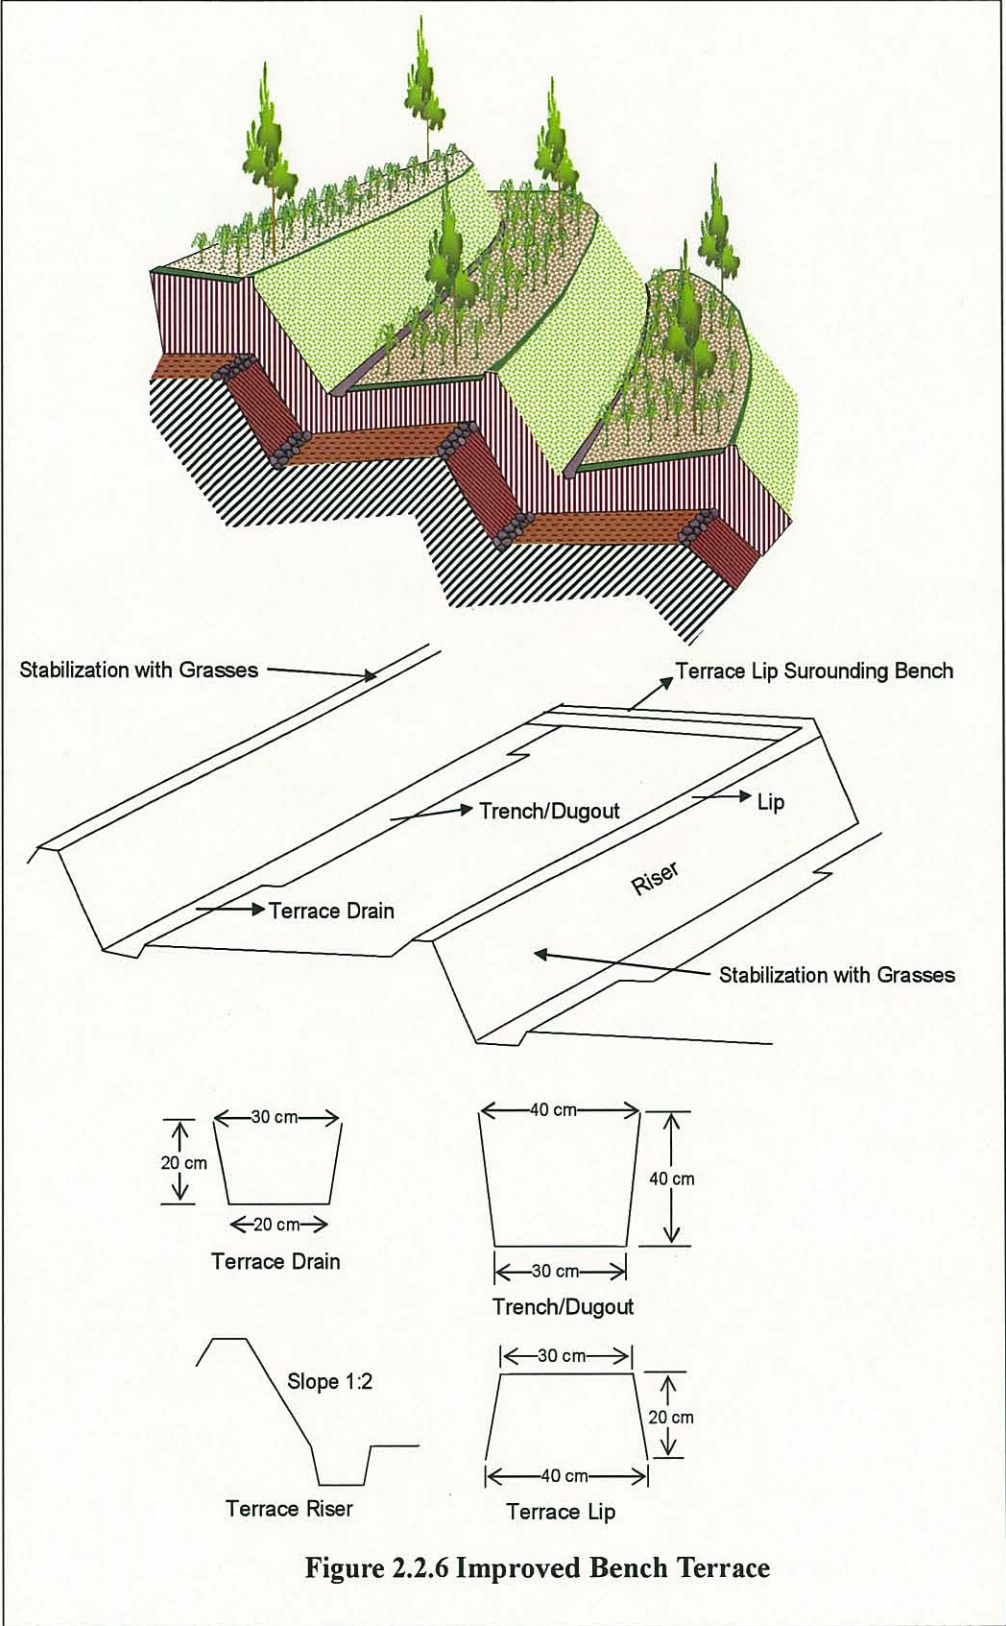 Stabilization with Grasses
Terrace Lip Surounding Bench
Trench/Dugout
Lip
Riser
Terrace Drain
Stabilization with Grasses
30 cm
20 cm
20 cm
Terrace Drain
40 cm
40 cm
30 cm
Trench/Dugout
Slope 1:2
Terrace Riser
30 cm
20 cm
40 cm
Terrace Lip
Figure 2.2.6 Improved Bench Terrace